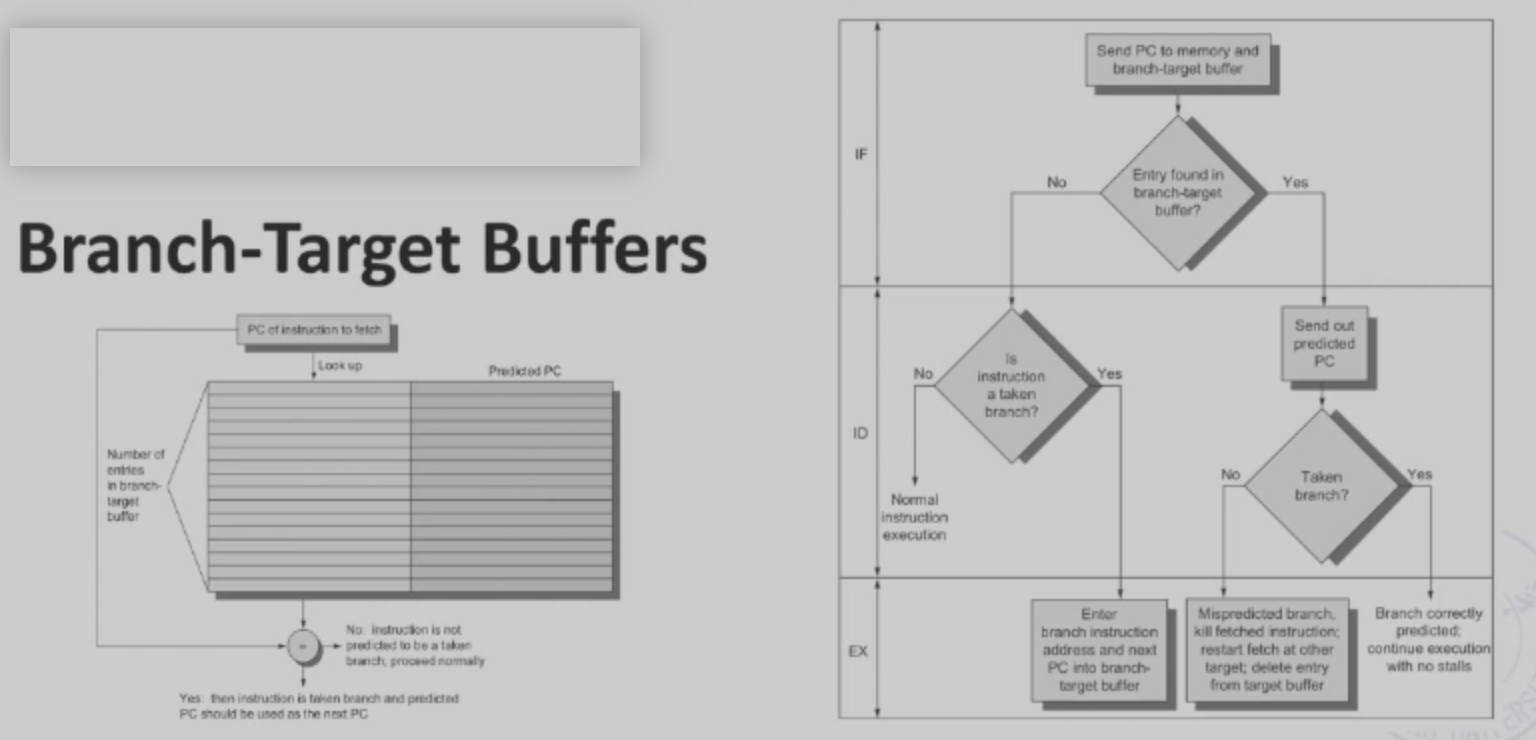 Branch-Target Buffers
PC of instruction to fetch
Look up
Predicted PC
Number of
entries
in branch-
target
buffer
=
No: instruction is not
predicted to be a taken
branch; proceed normally
Yes: then instruction is taken branch and predicted
PC should be used as the next PC
IF
Send PC to memory and
branch-target buffer
Entry found in
branch-target
buffer?
No
Yes
ID
Is
instruction
a taken
branch?
No
Yes
Normal
instruction
execution
Send out
predicted
PC
Taken
branch?
No
Yes
EX
Enter
branch instruction
address and next
PC into branch-
target buffer
Mispredicted branch,
kill fetched instruction;
restart fetch at other
target; delete entry
from target buffer
Branch correctly
predicted;
continue execution
with no stalls